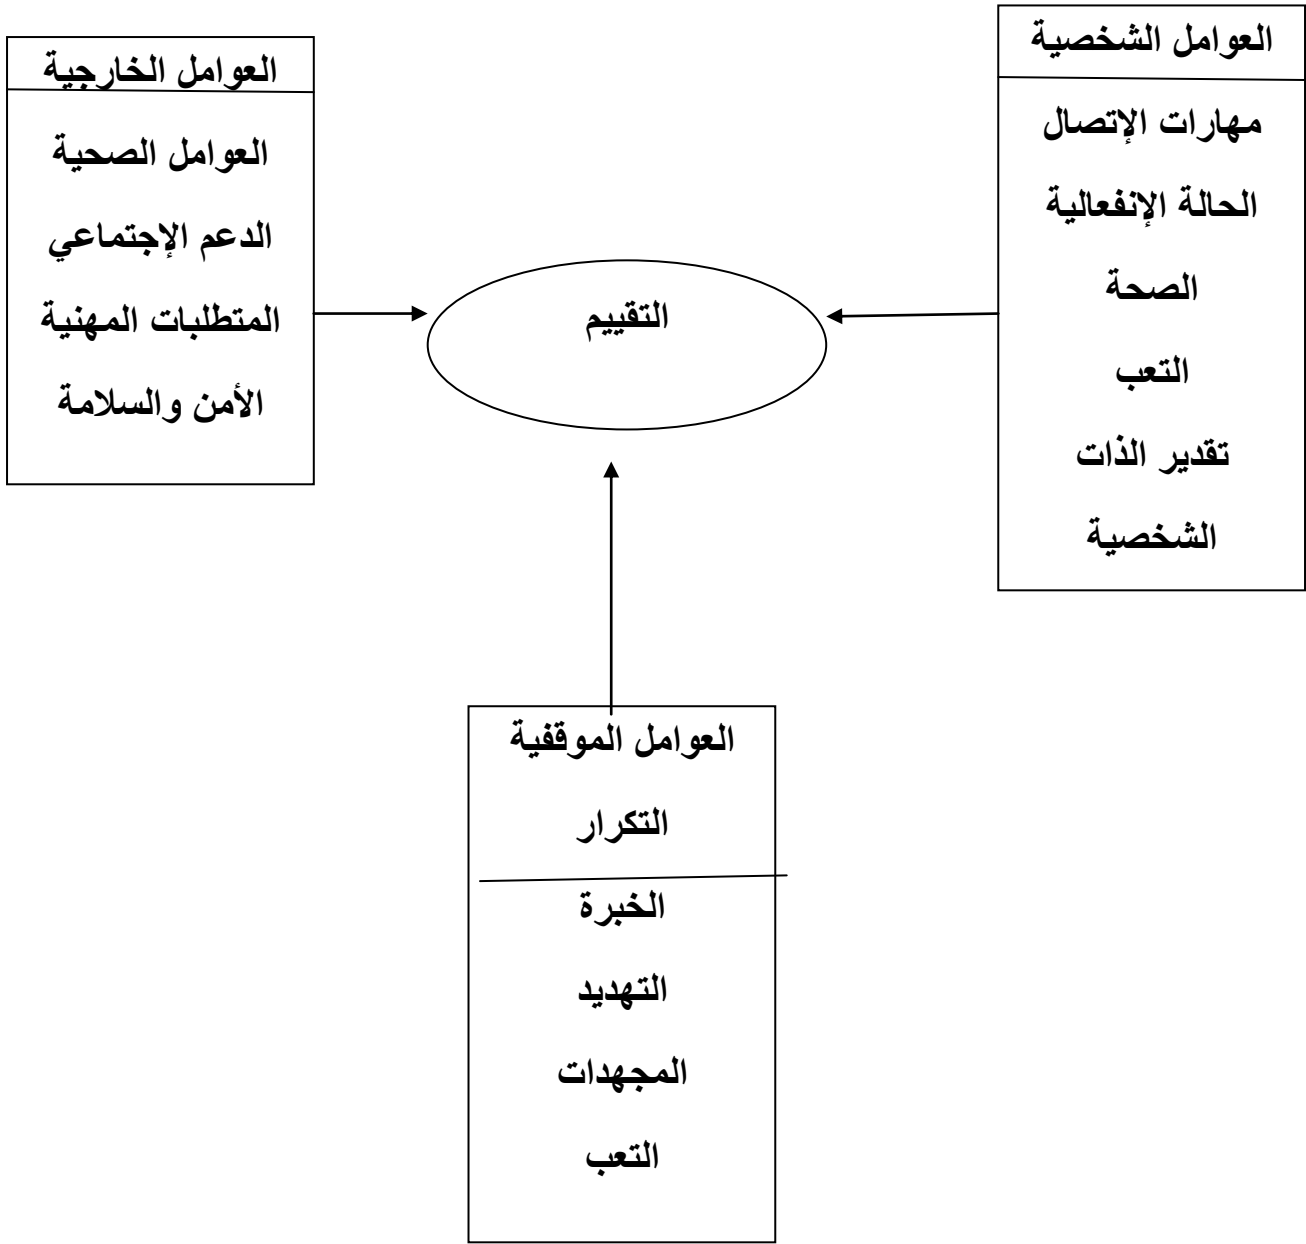 العوامل الشخصية
مهارات الإتصال
الحالة الإنفعالية
الصحة
التعب
تقدير الذات
الشخصية
العوامل الخارجية
العوامل الصحية
الدعم الإجتماعي
المتطلبات المهنية
الأمن والسلامة
التقييم
العوامل الموقفية
التكرار
الخبرة
التهديد
المجهدات
التعب